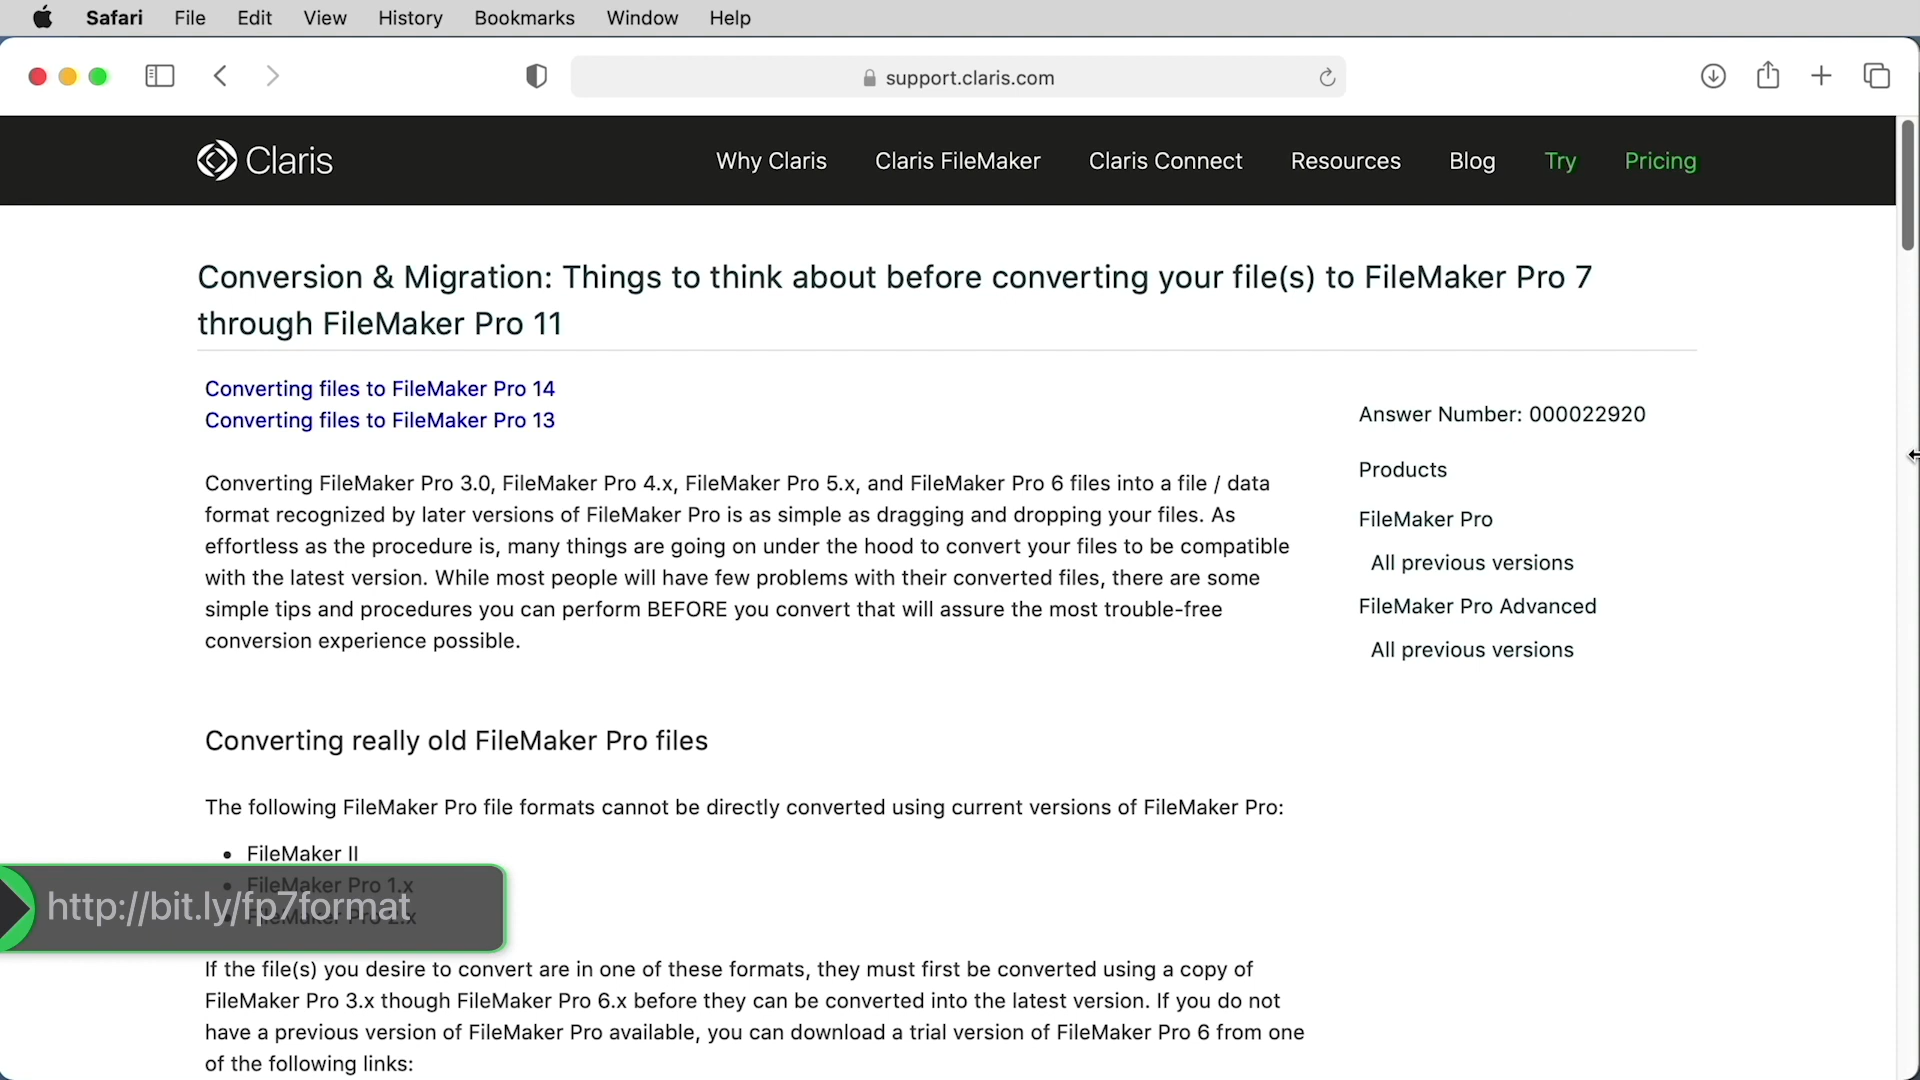 Safari File Edit View History Bookmarks Window Help
support.claris.com
Claris Why Claris Claris FileMaker Claris Connect Resources Blog Try Pricing
Conversion & Migration: Things to think about before converting your file(s) to FileMaker Pro 7
through FileMaker Pro 11
Converting files to FileMaker Pro 14
Converting files to FileMaker Pro 13
Answer Number: 000022920
Products
FileMaker Pro
All previous versions
FileMaker Pro Advanced
All previous versions
Converting FileMaker Pro 3.0, FileMaker Pro 4.x, FileMaker Pro 5.x, and FileMaker Pro 6 files into a file / data
format recognized by later versions of FileMaker Pro is as simple as dragging and dropping your files. As
effortless as the procedure is, many things are going on under the hood to convert your files to be compatible
with the latest version. While most people will have few problems with their converted files, there are some
simple tips and procedures you can perform BEFORE you convert that will assure the most trouble-free
conversion experience possible.
Converting really old FileMaker Pro files
The following FileMaker Pro file formats cannot be directly converted using current versions of FileMaker Pro:
• FileMaker II
• FileMaker Pro 1.x
• FileMaker Pro 2.x
http://bit.ly/fp7format
If the file(s) you desire to convert are in one of these formats, they must first be converted using a copy of
FileMaker Pro 3.x though FileMaker Pro 6.x before they can be converted into the latest version. If you do not
have a previous version of FileMaker Pro available, you can download a trial version of FileMaker Pro 6 from one
of the following links: